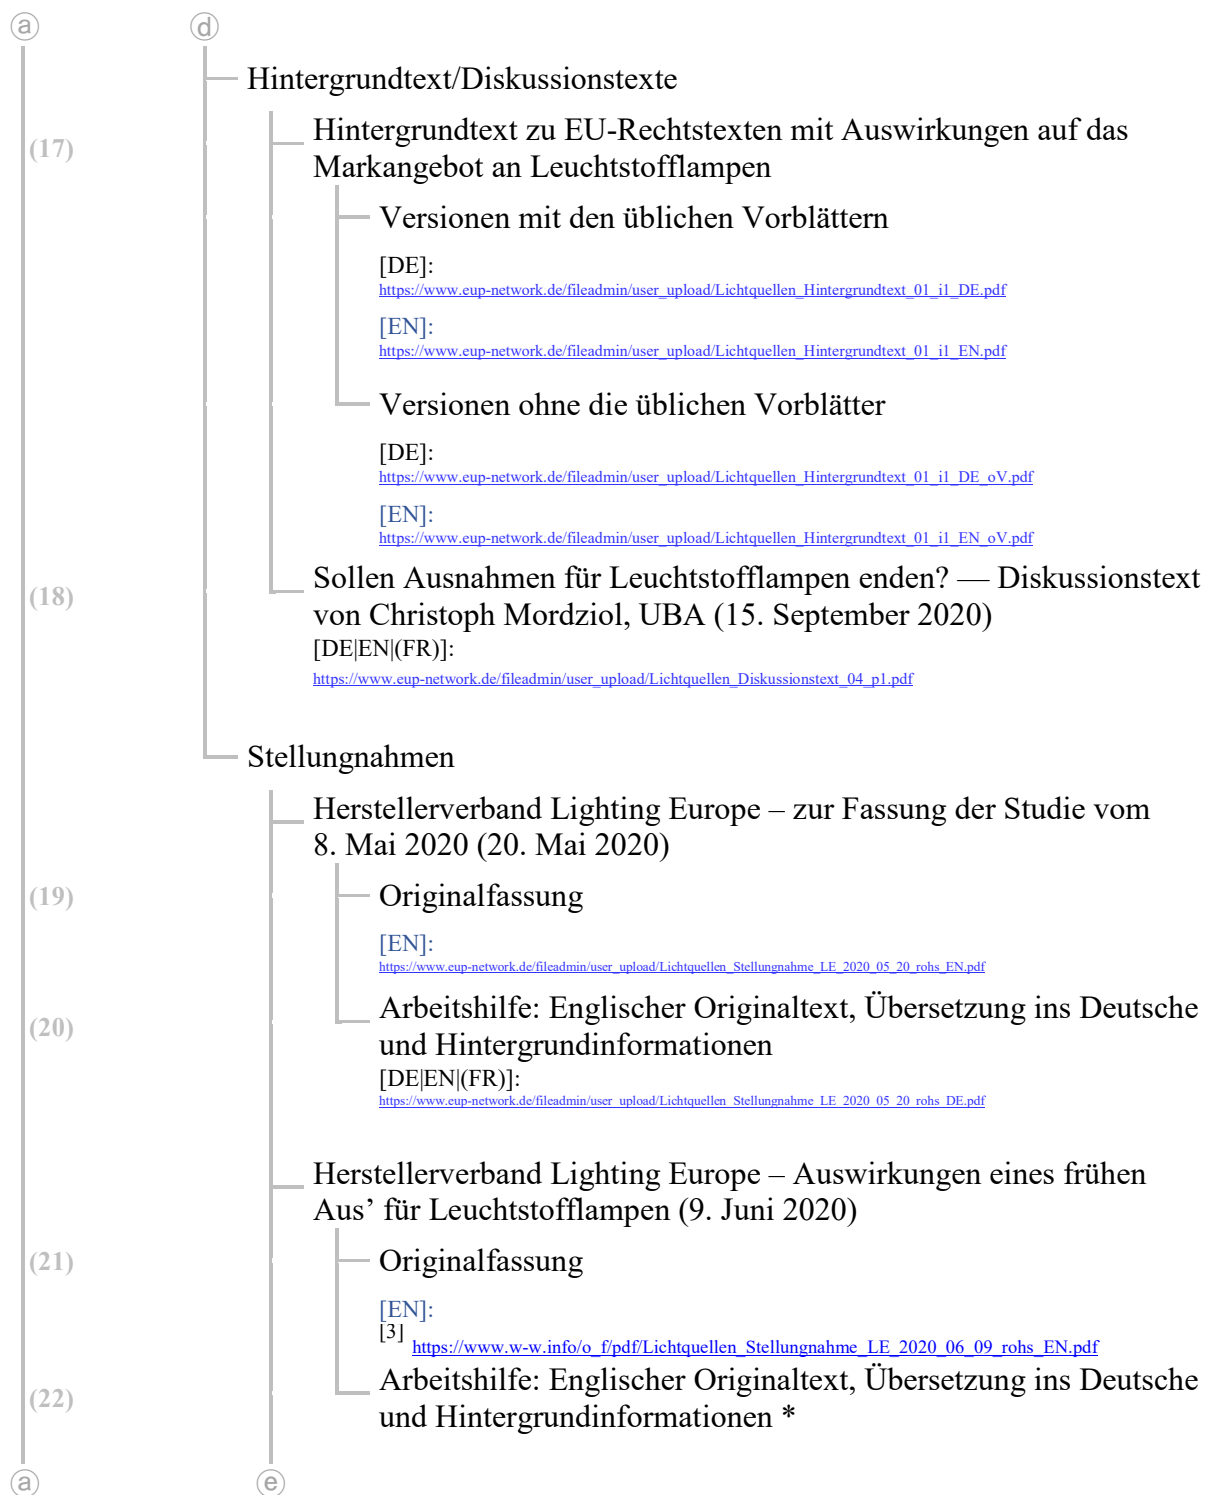 a d
Hintergrundtext/Diskussionstexte
(17)
Hintergrundtext zu EU-Rechtstexten mit Auswirkungen auf das
Markangebot an Leuchtstofflampen
Versionen mit den üblichen Vorblättern
[DE]:
https://www.eup-network.de/fileadmin/user_upload/Lichtquellen_Hintergrundtext_01_i1_DE.pdf
[EN]:
https://www.eup-network.de/fileadmin/user_upload/Lichtquellen_Hintergrundtext_01_i1_EN.pdf
Versionen ohne die üblichen Vorblätter
[DE]:
https://www.eup-network.de/fileadmin/user_upload/Lichtquellen_Hintergrundtext_01_i1_DE_oV.pdf
[EN]:
https://www.eup-network.de/fileadmin/user_upload/Lichtquellen_Hintergrundtext_01_i1_EN_oV.pdf
(18)
Sollen Ausnahmen für Leuchtstofflampen enden? — Diskussionstext
von Christoph Mordziol, UBA (15. September 2020)
[DE|EN|(FR)]:
https://www.eup-network.de/fileadmin/user_upload/Lichtquellen_Diskussionstext_04_p1.pdf
Stellungnahmen
Herstellerverband Lighting Europe – zur Fassung der Studie vom
8. Mai 2020 (20. Mai 2020)
(19)
Originalfassung
[EN]:
https://www.eup-network.de/fileadmin/user_upload/Lichtquellen_Stellungnahme_LE_2020_05_20_rohs_EN.pdf
(20)
Arbeitshilfe: Englischer Originaltext, Übersetzung ins Deutsche
und Hintergrundinformationen
[DE|EN|(FR)]:
https://www.eup-network.de/fileadmin/user_upload/Lichtquellen_Stellungnahme_LE_2020_05_20_rohs_DE.pdf
Herstellerverband Lighting Europe – Auswirkungen eines frühen
Aus’ für Leuchtstofflampen (9. Juni 2020)
(21)
Originalfassung
[EN]:
[3] https://www.w-w.info/o_f/pdf/Lichtquellen_Stellungnahme_LE_2020_06_09_rohs_EN.pdf
(22)
Arbeitshilfe: Englischer Originaltext, Übersetzung ins Deutsche
und Hintergrundinformationen *
a e